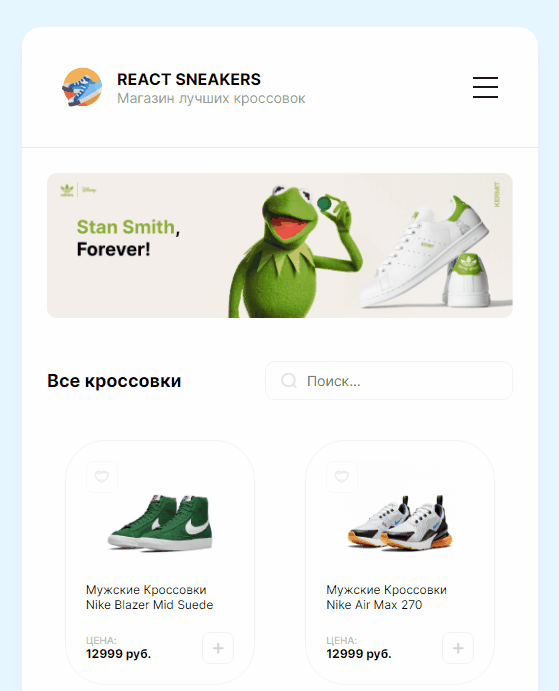 REACT SNEAKERS
Магазин лучших кроссовок
Disney
KERMIT
Stan Smith,
Forever!
Все кроссовки
Поиск...
Мужские Кроссовки
Nike Blazer Mid Suede
ЦЕНА:
12999 руб.
Мужские Кроссовки
Nike Air Max 270
ЦЕНА:
12999 руб.